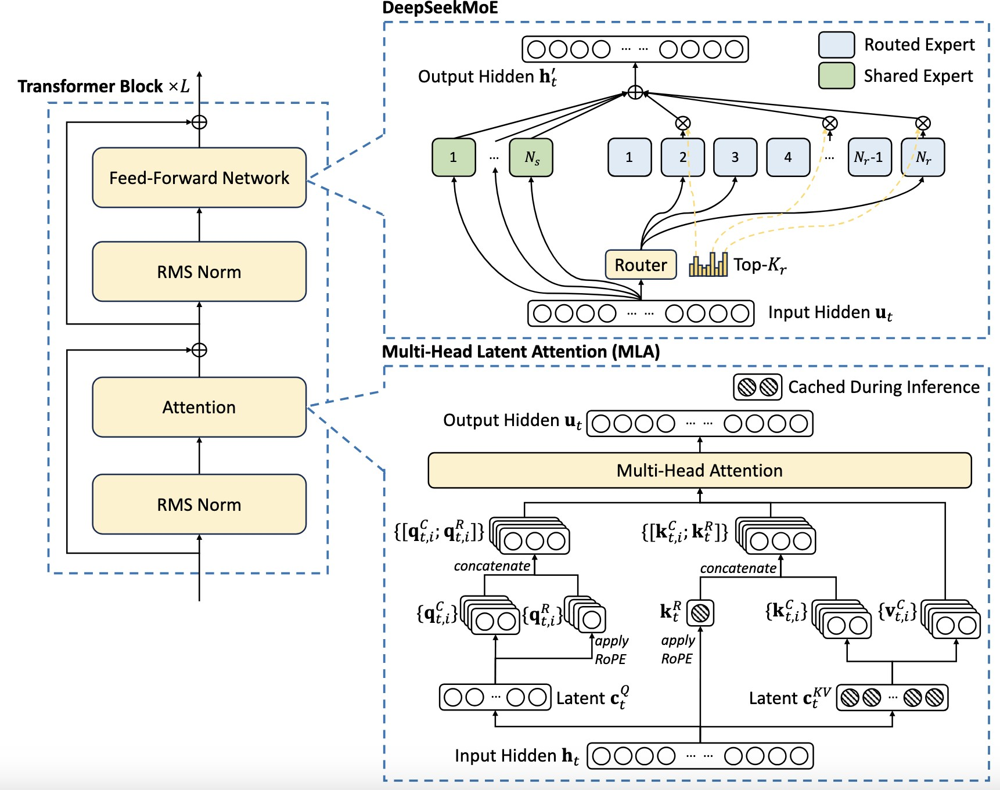 DeepSeekMoE
Routed Expert
Shared Expert
Output Hidden h′_t
1 ... N_s 1 2 3 4 ... N_r-1 N_r
Router
Top-K_r
Input Hidden u_t
Transformer Block ×L
Feed-Forward Network
RMS Norm
Attention
RMS Norm
Multi-Head Latent Attention (MLA)
Cached During Inference
Output Hidden u_t
Multi-Head Attention
{[q^C_{t,i}; q^R_{t,i}]}
{[k^C_{t,i}; k^R_t]}
concatenate
concatenate
{q^C_{t,i}} {q^R_{t,i}} k^R_t {k^C_{t,i}} {v^C_{t,i}}
apply
RoPE
apply
RoPE
Latent c^Q_t
Latent c^{KV}_t
Input Hidden h_t